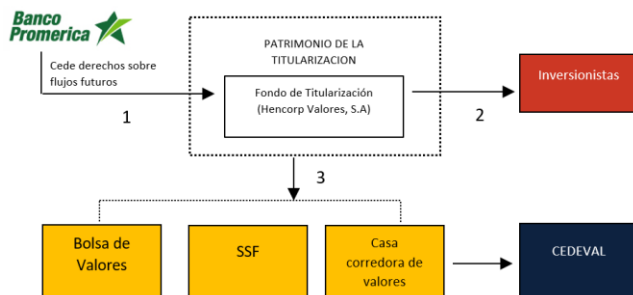 Banco
Promerica
Cede derechos sobre
flujos futuros
1
PATRIMONIO DE LA
TITULARIZACION
Fondo de Titularización
(Hencorp Valores, S.A)
2
Inversionistas
3
Bolsa de
Valores
SSF
Casa
corredora de
valores
CEDEVAL